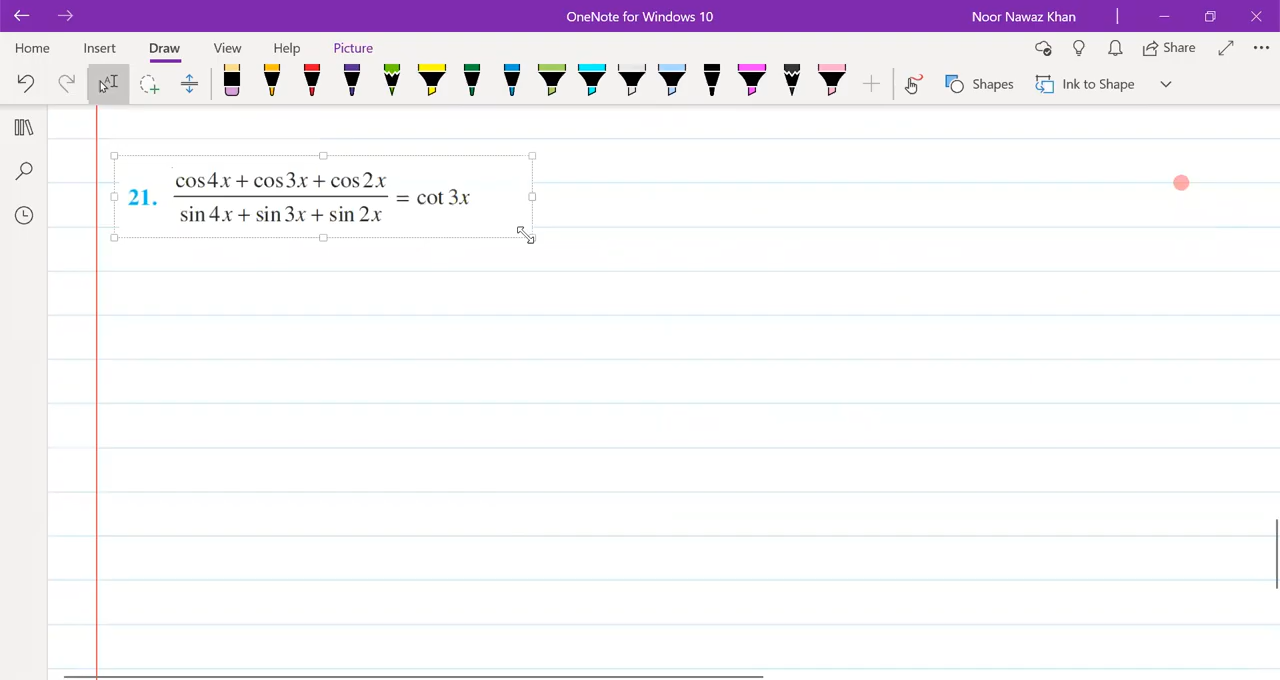 OneNote for Windows 10
Noor Nawaz Khan
Home Insert Draw View Help Picture
Share
Shapes
Ink to Shape
21. cos 4x + cos 3x + cos 2x / sin 4x + sin 3x + sin 2x = cot 3x